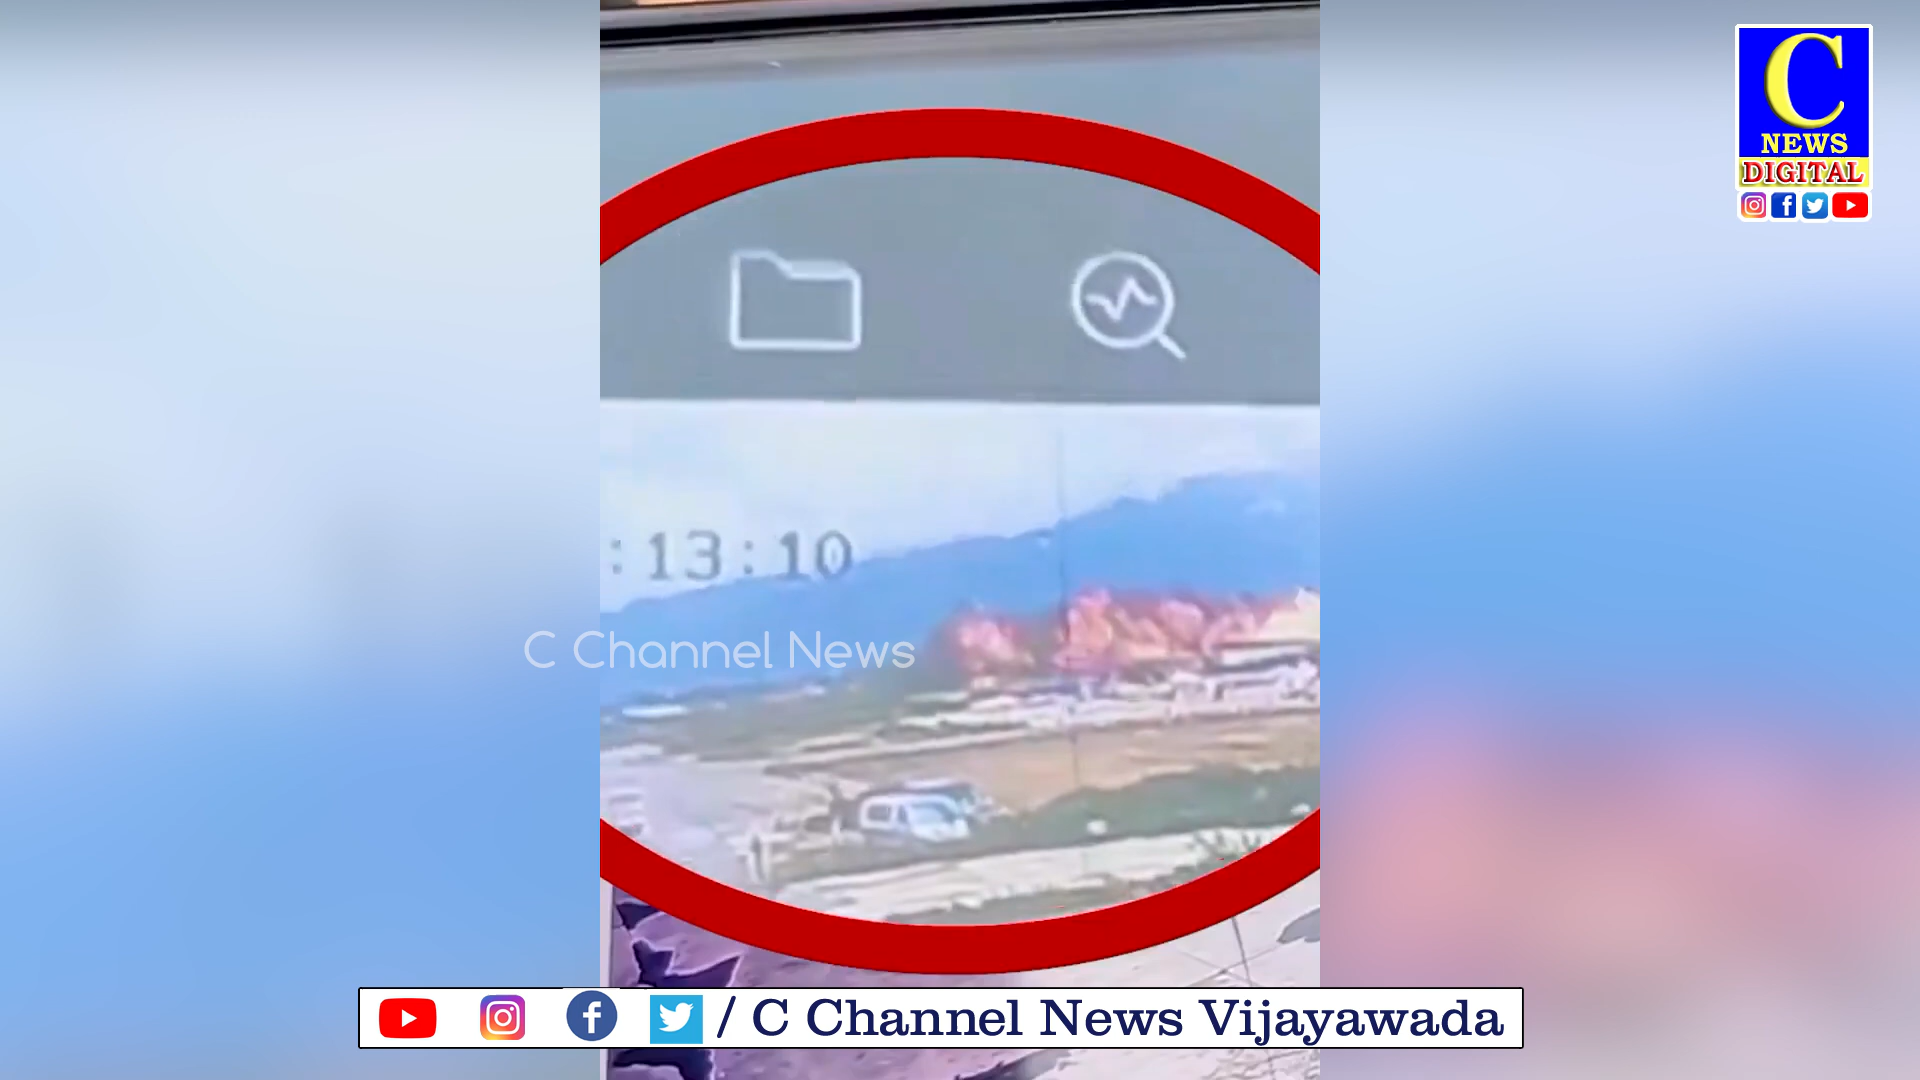 C
NEWS
DIGITAL
:13:10
C Channel News
/ C Channel News Vijayawada